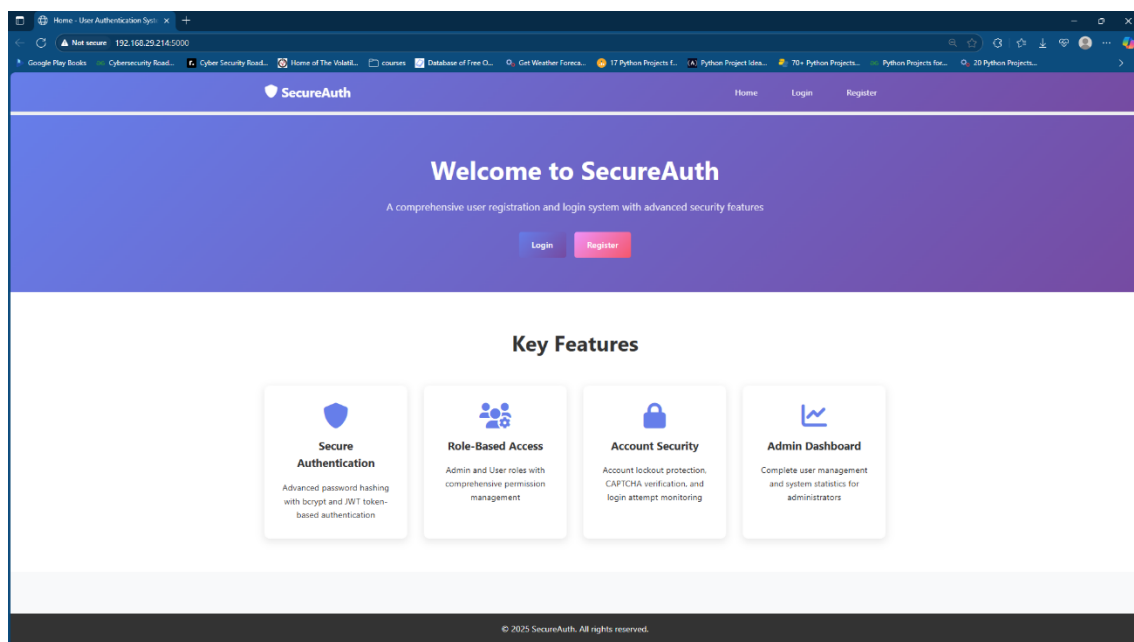 Home - User Authentication Syst
Not secure 192.168.29.214:5000
Google Play Books Cybersecurity Road... Cyber Security Road... Home of The Volatil... courses Database of Free O... Get Weather Foreca... 17 Python Projects f... Python Project Idea... 70+ Python Projects... Python Projects for... 20 Python Projects...
SecureAuth Home Login Register
Welcome to SecureAuth
A comprehensive user registration and login system with advanced security features
Login Register
Key Features
Secure
Authentication
Advanced password hashing
with bcrypt and JWT token-
based authentication
Role-Based Access
Admin and User roles with
comprehensive permission
management
Account Security
Account lockout protection,
CAPTCHA verification, and
login attempt monitoring
Admin Dashboard
Complete user management
and system statistics for
administrators
© 2025 SecureAuth. All rights reserved.